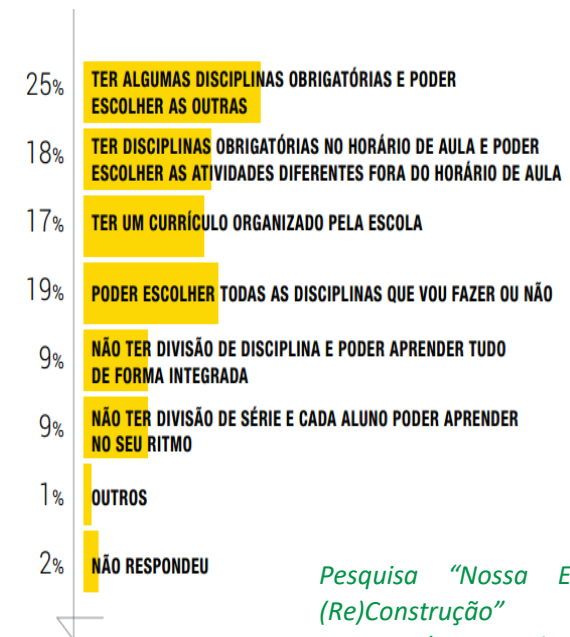 25% TER ALGUMAS DISCIPLINAS OBRIGATÓRIAS E PODER
ESCOLHER AS OUTRAS
18% TER DISCIPLINAS OBRIGATÓRIAS NO HORÁRIO DE AULA E PODER
ESCOLHER AS ATIVIDADES DIFERENTES FORA DO HORÁRIO DE AULA
17% TER UM CURRÍCULO ORGANIZADO PELA ESCOLA
19% PODER ESCOLHER TODAS AS DISCIPLINAS QUE VOU FAZER OU NÃO
9% NÃO TER DIVISÃO DE DISCIPLINA E PODER APRENDER TUDO
DE FORMA INTEGRADA
9% NÃO TER DIVISÃO DE SÉRIE E CADA ALUNO PODER APRENDER
NO SEU RITMO
1% OUTROS
2% NÃO RESPONDEU
Pesquisa "Nossa E
(Re)Construção"